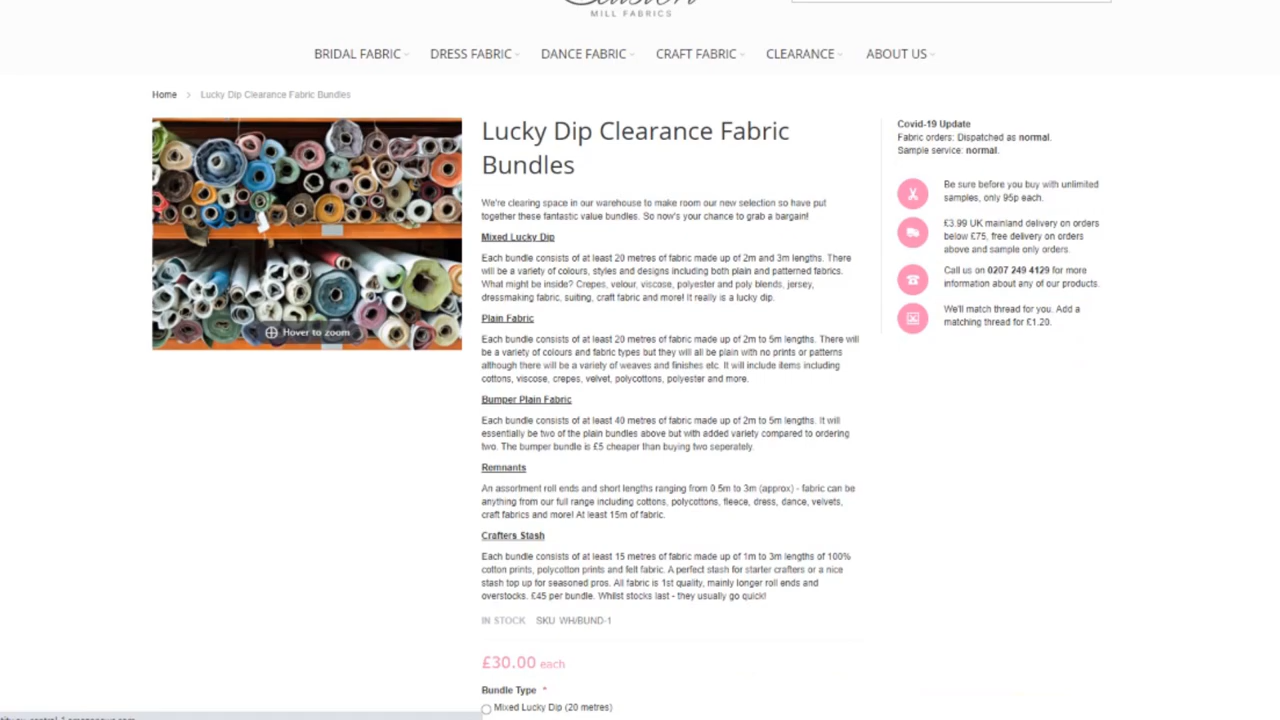 MILL FABRICS
BRIDAL FABRIC
DRESS FABRIC
DANCE FABRIC
CRAFT FABRIC
CLEARANCE
ABOUT US
Home > Lucky Dip Clearance Fabric Bundles
Hover to zoom
Lucky Dip Clearance Fabric
Bundles
We're clearing space in our warehouse to make room our new selection so have put
together these fantastic value bundles. So now's your chance to grab a bargain!
Mixed Lucky Dip
Each bundle consists of at least 20 metres of fabric made up of 2m and 3m lengths. There
will be a variety of colours, styles and designs including both plain and patterned fabrics.
What might be inside? Crepes, velour, viscose, polyester and poly blends, jersey,
dressmaking fabric, suiting, craft fabric and more! It really is a lucky dip.
Plain Fabric
Each bundle consists of at least 20 metres of fabric made up of 2m to 5m lengths. There will
be a variety of colours and fabric types but they will all be plain with no prints or patterns
although there will be a variety of weaves and finishes etc. It will include items including
cottons, viscose, crepes, velvet, polycottons, polyester and more.
Bumper Plain Fabric
Each bundle consists of at least 40 metres of fabric made up of 2m to 5m lengths. It will
essentially be two of the plain bundles above but with added variety compared to ordering
two. The bumper bundle is £5 cheaper than buying two seperately.
Remnants
An assortment roll ends and short lengths ranging from 0.5m to 3m (approx) - fabric can be
anything from our full range including cottons, polycottons, fleece, dress, dance, velvets,
craft fabrics and more! At least 15m of fabric.
Crafters Stash
Each bundle consists of at least 15 metres of fabric made up of 1m to 3m lengths of 100%
cotton prints, polycotton prints and felt fabric. A perfect stash for starter crafters or a nice
stash top up for seasoned pros. All fabric is 1st quality, mainly longer roll ends and
overstocks. £45 per bundle. Whilst stocks last - they usually go quick!
IN STOCK SKU WH/BUND-1
£30.00 each
Bundle Type *
Mixed Lucky Dip (20 metres)
Covid-19 Update
Fabric orders: Dispatched as normal.
Sample service: normal.
Be sure before you buy with unlimited
samples, only 95p each.
£3.99 UK mainland delivery on orders
below £75, free delivery on orders
above and sample only orders.
Call us on 0207 249 4129 for more
information about any of our products.
We'll match thread for you. Add a
matching thread for £1.20.